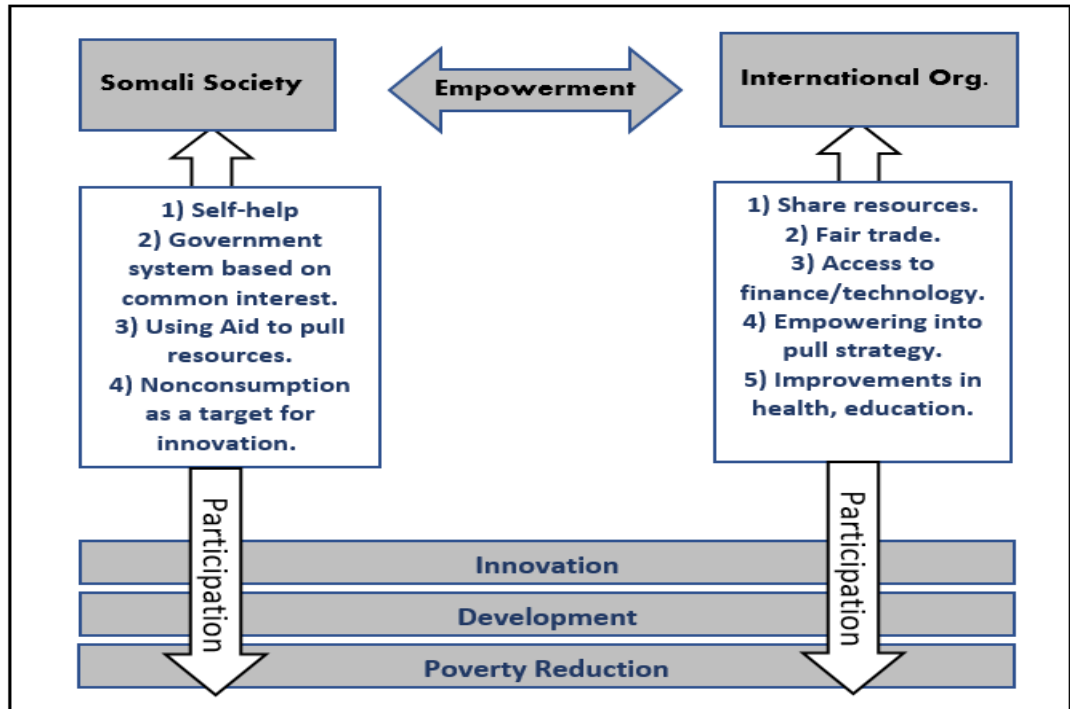 Somali Society
Empowerment
International Org.
1) Self-help
2) Government
system based on
common interest.
3) Using Aid to pull
resources.
4) Nonconsumption
as a target for
innovation.
1) Share resources.
2) Fair trade.
3) Access to
finance/technology.
4) Empowering into
pull strategy.
5) Improvements in
health, education.
Participation
Participation
Innovation
Development
Poverty Reduction